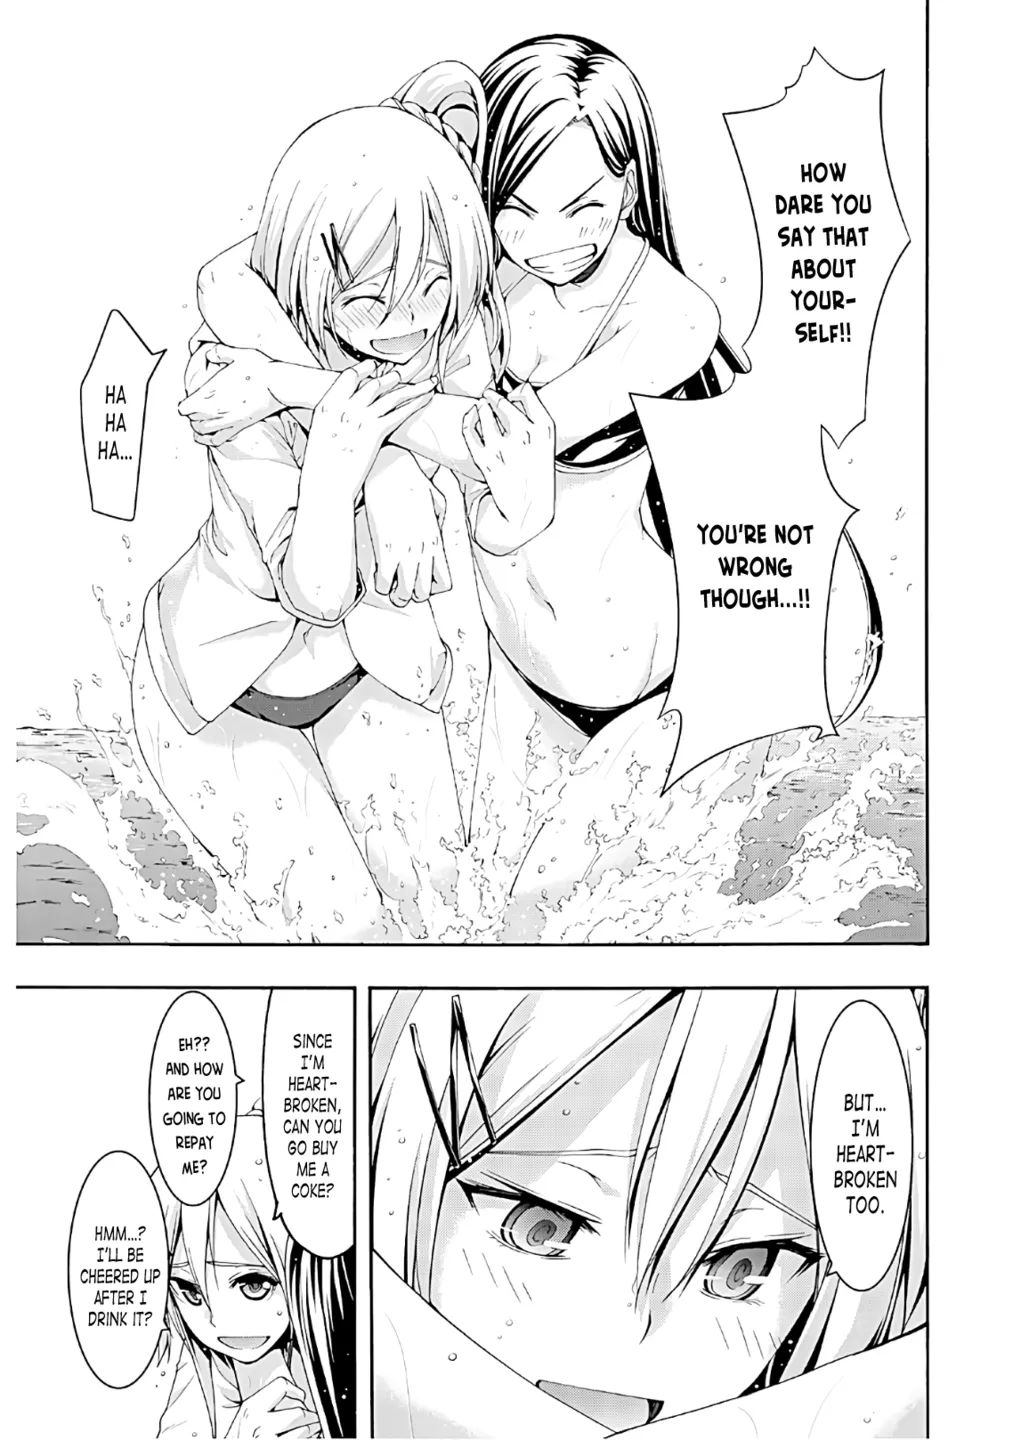 HOW
DARE YOU
SAY THAT
ABOUT
YOUR-
SELF!!
YOU'RE NOT
WRONG
THOUGH...!!
HA
HA
HA...
BUT...
I'M
HEART-
BROKEN
TOO.
SINCE
I'M
HEART-
BROKEN,
CAN YOU
GO BUY
ME A
COKE?
EH??
AND HOW
ARE YOU
GOING TO
REPAY
ME?
HMM...?
I'LL BE
CHEERED UP
AFTER I
DRINK IT?